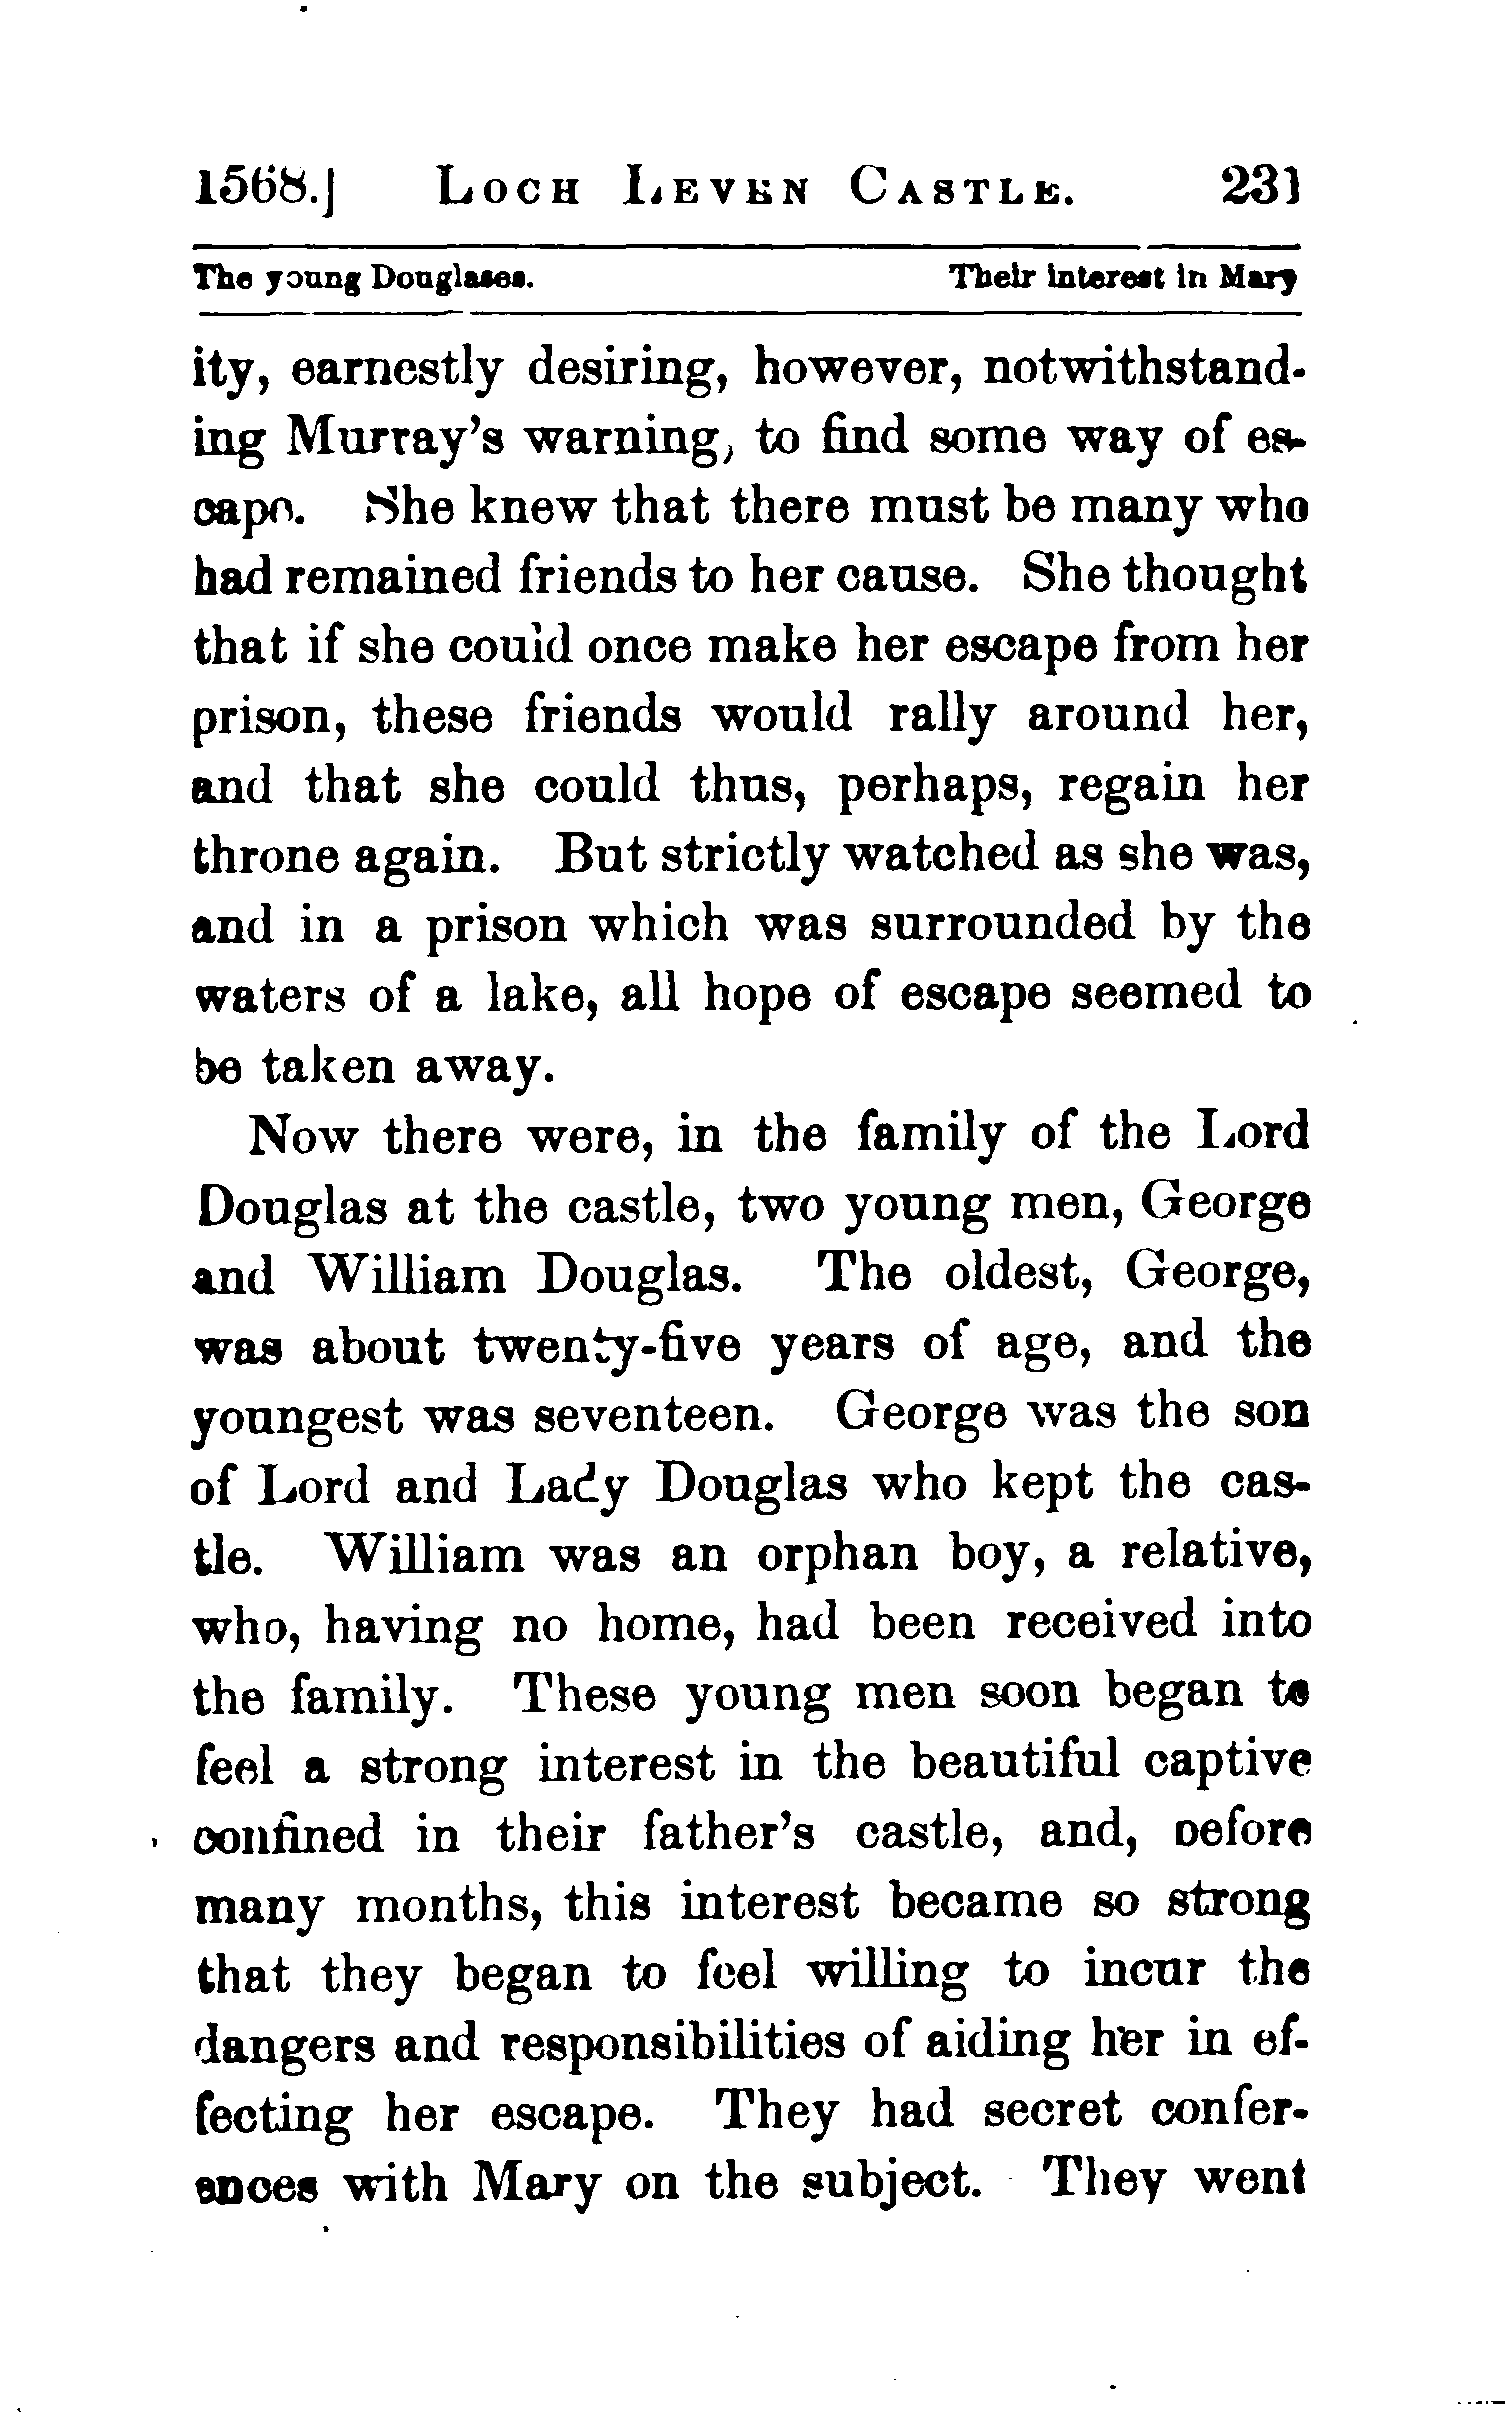 1568.] LOCH LEVEN CASTLE. 231
The young Douglases. Their interest in Mary
ity, earnestly desiring, however, notwithstand-
ing Murray's warning, to find some way of es-
cape. She knew that there must be many who
had remained friends to her cause. She thought
that if she could once make her escape from her
prison, these friends would rally around her,
and that she could thus, perhaps, regain her
throne again. But strictly watched as she was,
and in a prison which was surrounded by the
waters of a lake, all hope of escape seemed to
be taken away.
Now there were, in the family of the Lord
Douglas at the castle, two young men, George
and William Douglas. The oldest, George,
was about twenty-five years of age, and the
youngest was seventeen. George was the son
of Lord and Lady Douglas who kept the cas-
tle. William was an orphan boy, a relative,
who, having no home, had been received into
the family. These young men soon began to
feel a strong interest in the beautiful captive
confined in their father's castle, and, before
many months, this interest became so strong
that they began to feel willing to incur the
dangers and responsibilities of aiding her in ef-
fecting her escape. They had secret confer-
ences with Mary on the subject. They went